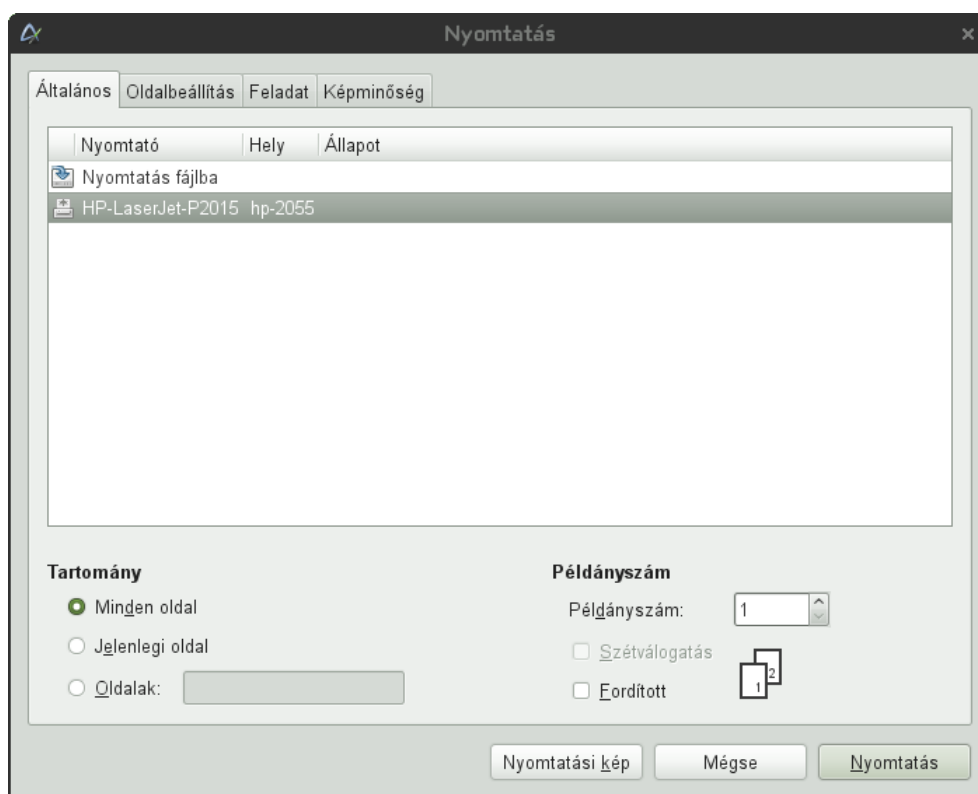 Nyomtatás
Általános Oldalbeállítás Feladat Képminőség
Nyomtató Hely Állapot
Nyomtatás fájlba
HP-LaserJet-P2015 hp-2055
Tartomány
Minden oldal
Jelenlegi oldal
Oldalak:
Példányszám
Példányszám: 1
Szétválogatás
Fordított
1 2
Nyomtatási kép Mégse Nyomtatás